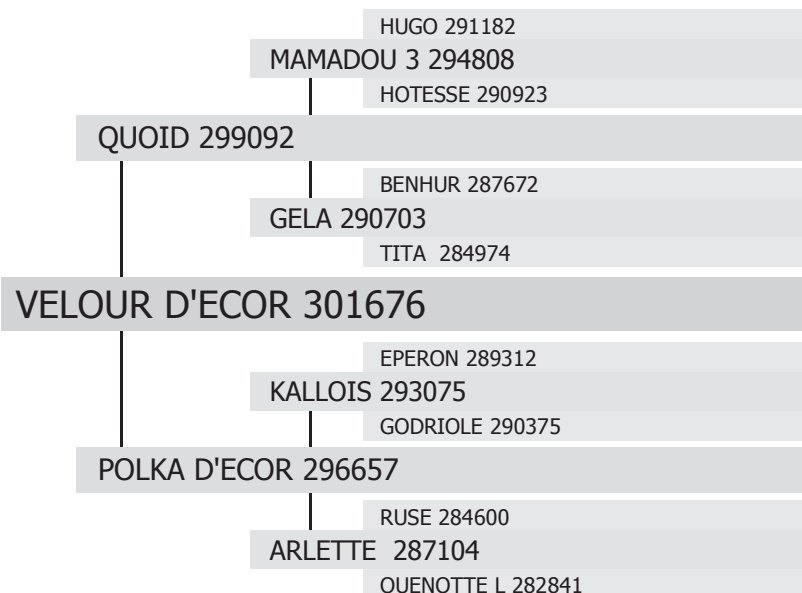 HUGO 291182
MAMADOU 3 294808
HOTESSE 290923
QUOID 299092
BENHUR 287672
GELA 290703
TITA 284974
VELOUR D'ECOR 301676
EPERON 289312
KALLOIS 293075
GODRIOLE 290375
POLKA D'ECOR 296657
RUSE 284600
ARLETTE 287104
QUENOTTE L 282841